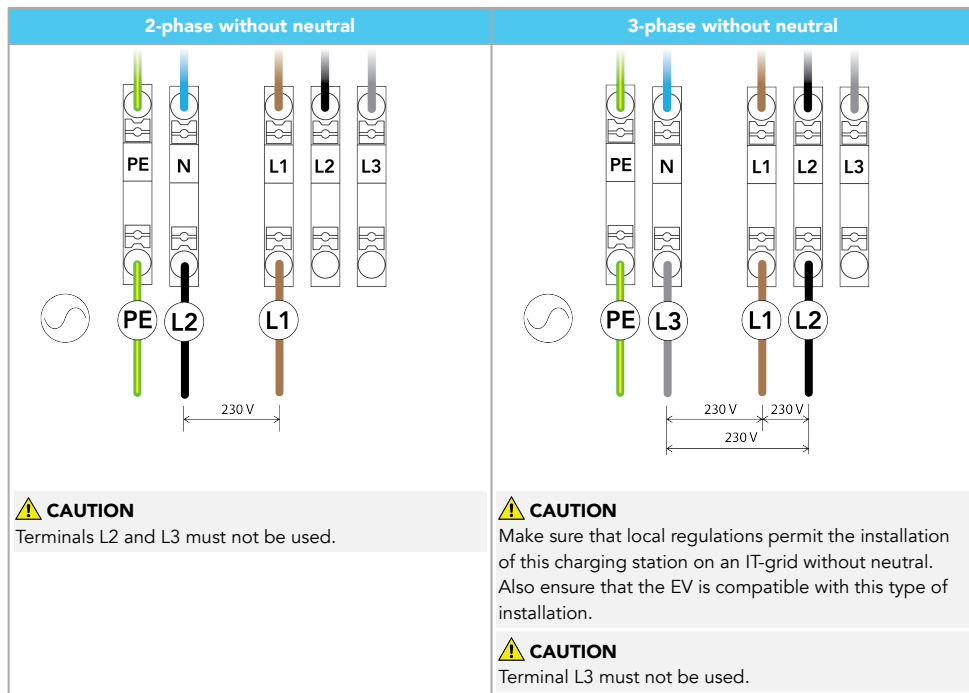 2-phase without neutral
PE N L1 L2 L3
PE L2 L1
230 V
CAUTION
Terminals L2 and L3 must not be used.
3-phase without neutral
PE N L1 L2 L3
PE L3 L1 L2
230 V 230 V
230 V
CAUTION
Make sure that local regulations permit the installation
of this charging station on an IT-grid without neutral.
Also ensure that the EV is compatible with this type of
installation.
CAUTION
Terminal L3 must not be used.